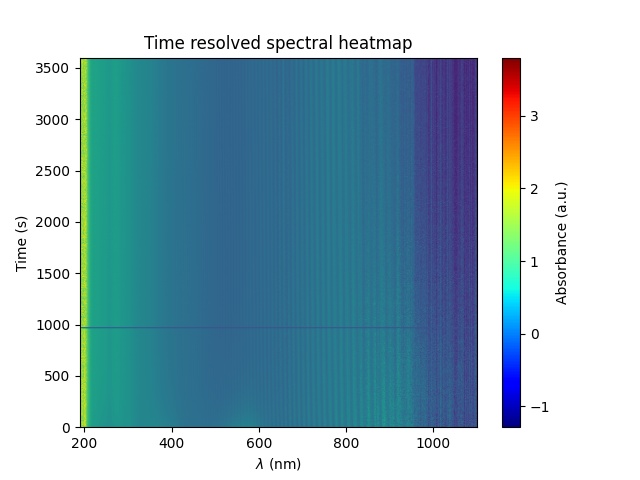 Time resolved spectral heatmap
Time (s)
3500
3000
2500
2000
1500
1000
500
0
200 400 600 800 1000
λ (nm)
3
2
1
0
−1
Absorbance (a.u.)